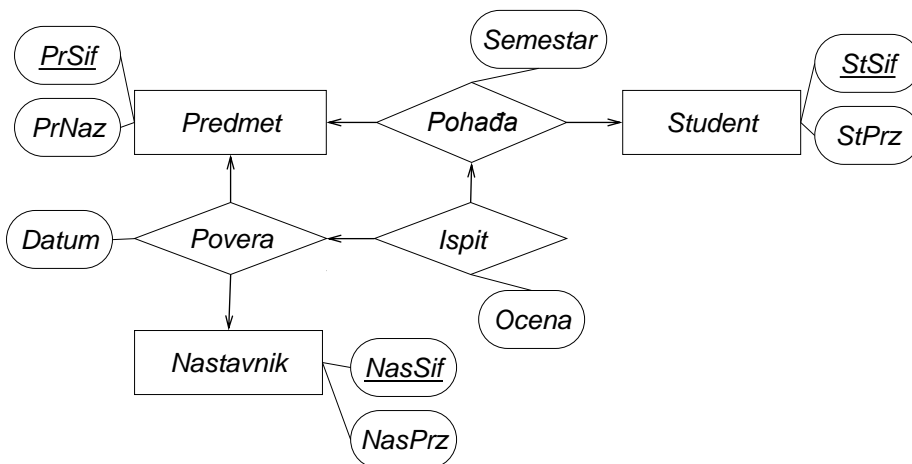 Semestar
PrSif
StSif
PrNaz
Predmet
Pohađa
Student
StPrz
Datum
Povera
Ispit
Ocena
Nastavnik
NasSif
NasPrz